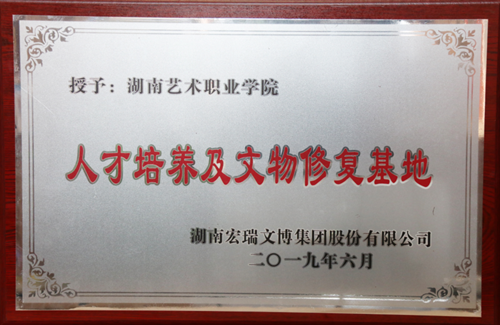 授予：湖南艺术职业学院
人才培养及文物修复基地
湖南宏瑞文博集团股份有限公司
二〇一九年六月